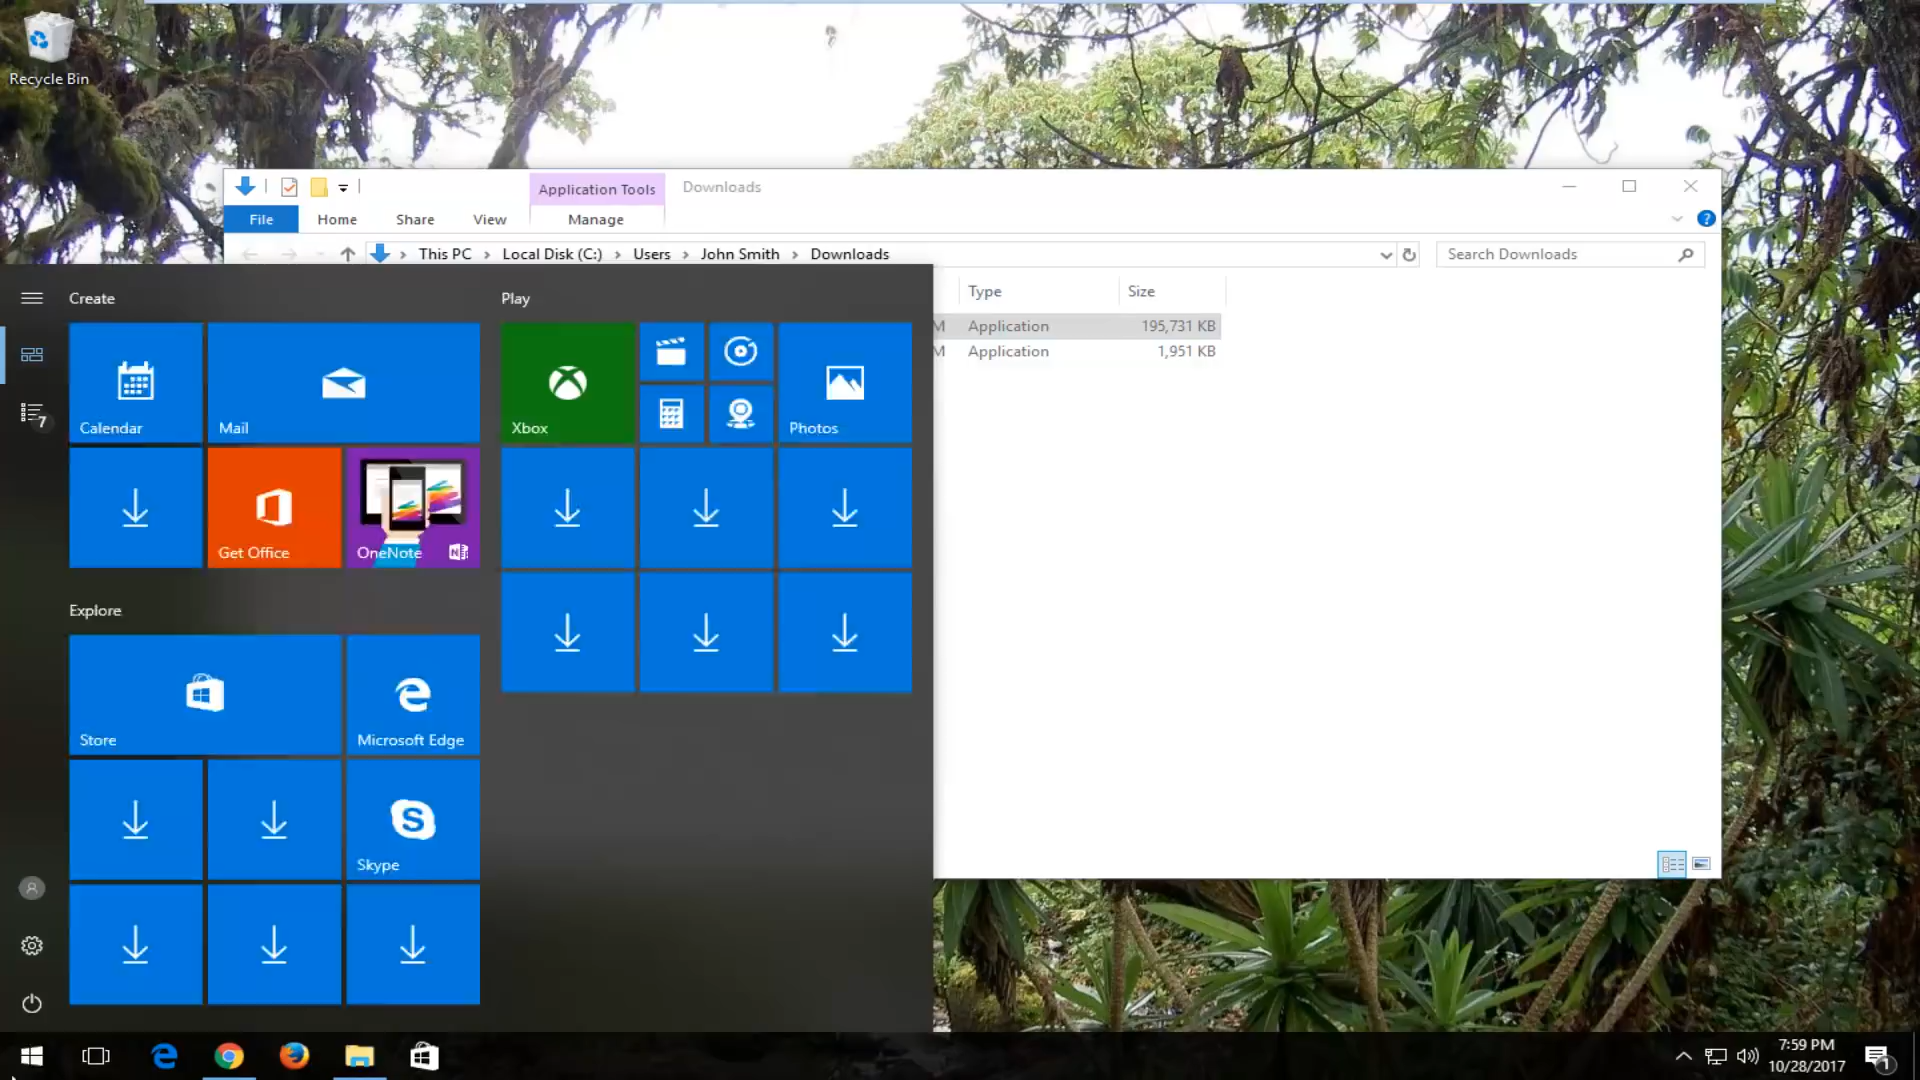 Recycle Bin
Application Tools
Downloads
File
Home
Share
View
Manage
This PC
Local Disk (C:)
Users
John Smith
Downloads
Search Downloads
Type
Size
M
Application
195,731 KB
M
Application
1,951 KB
Create
Calendar
Mail
Get Office
OneNote
7
Explore
Store
Microsoft Edge
Skype
Play
Xbox
Photos
7:59 PM
10/28/2017
1